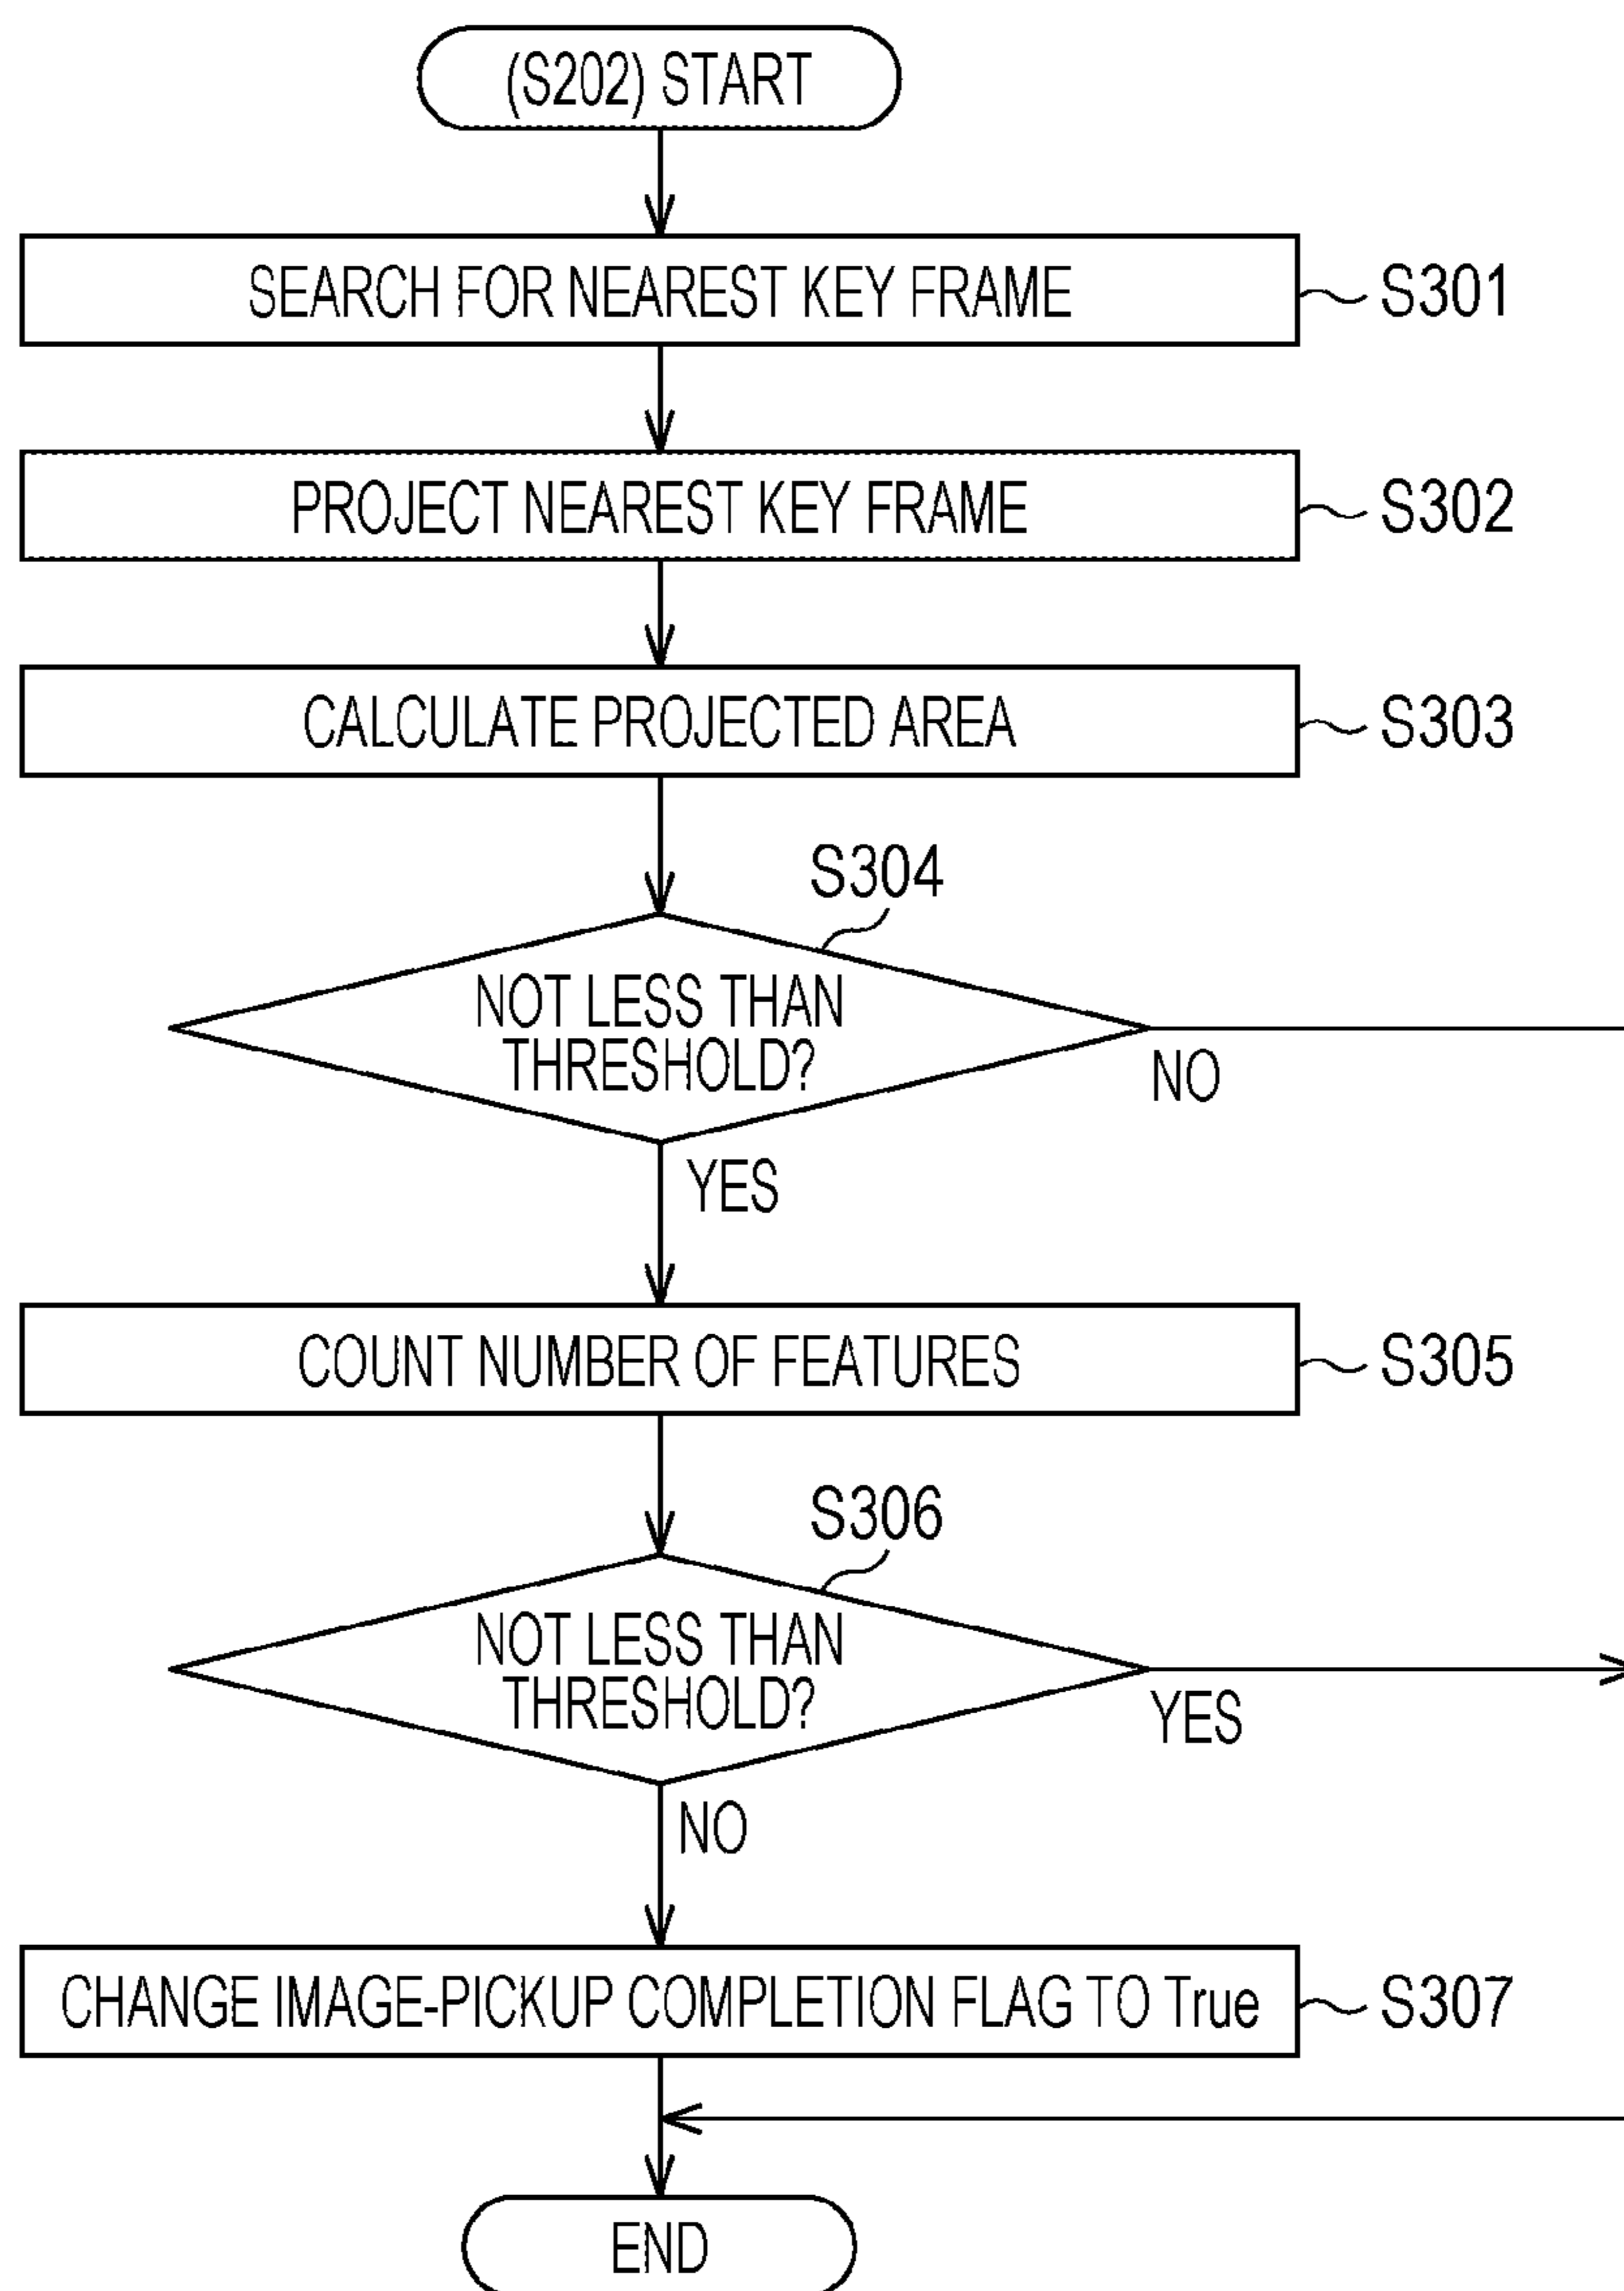 (S202) START
SEARCH FOR NEAREST KEY FRAME
S301
PROJECT NEAREST KEY FRAME
S302
CALCULATE PROJECTED AREA
S303
S304
NOT LESS THAN
THRESHOLD?
NO
YES
COUNT NUMBER OF FEATURES
S305
S306
NOT LESS THAN
THRESHOLD?
YES
NO
CHANGE IMAGE-PICKUP COMPLETION FLAG TO True
S307
END